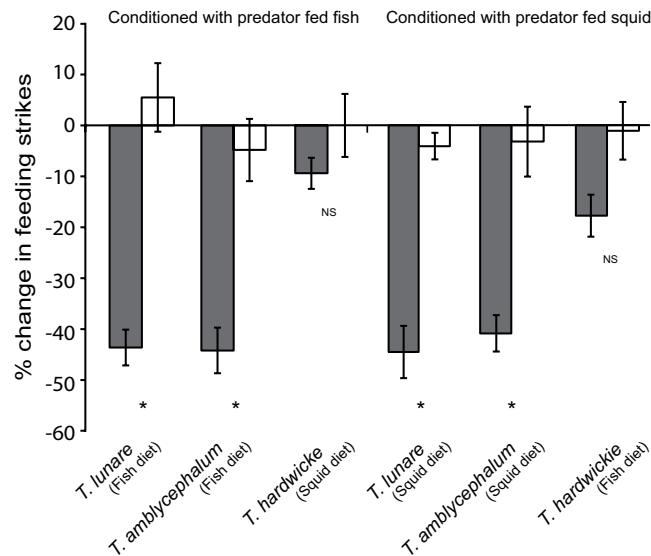 Conditioned with predator fed fish
Conditioned with predator fed squid
% change in feeding strikes
20
10
0
-10
-20
-30
-40
-50
-60
NS
NS
*
*
*
*
T. lunare
(Fish diet)
T. amblycephalum
(Fish diet)
T. hardwicke
(Squid diet)
T. lunare
(Squid diet)
T. amblycephalum
(Squid diet)
T. hardwickie
(Fish diet)